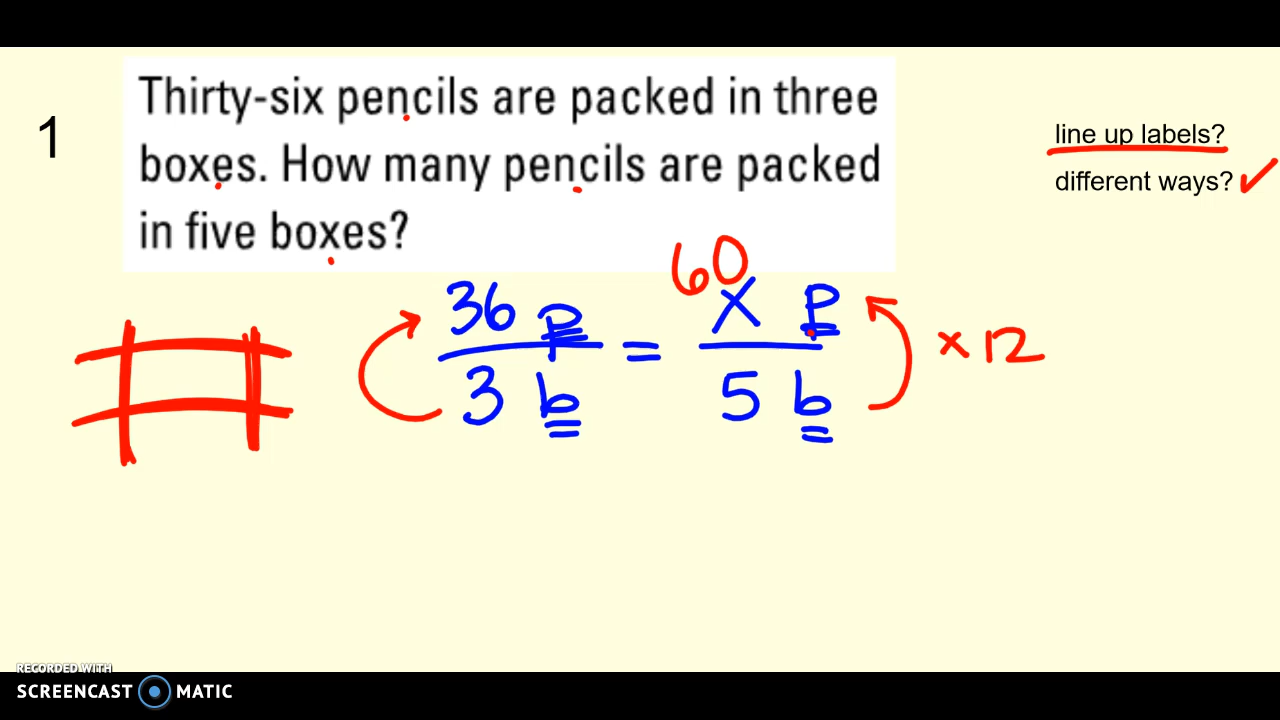 1
Thirty-six pencils are packed in three
boxes. How many pencils are packed
in five boxes?
line up labels?
different ways?
60
36 p = x p
3 b 5 b
x 12
RECORDED WITH
SCREENCAST MATIC